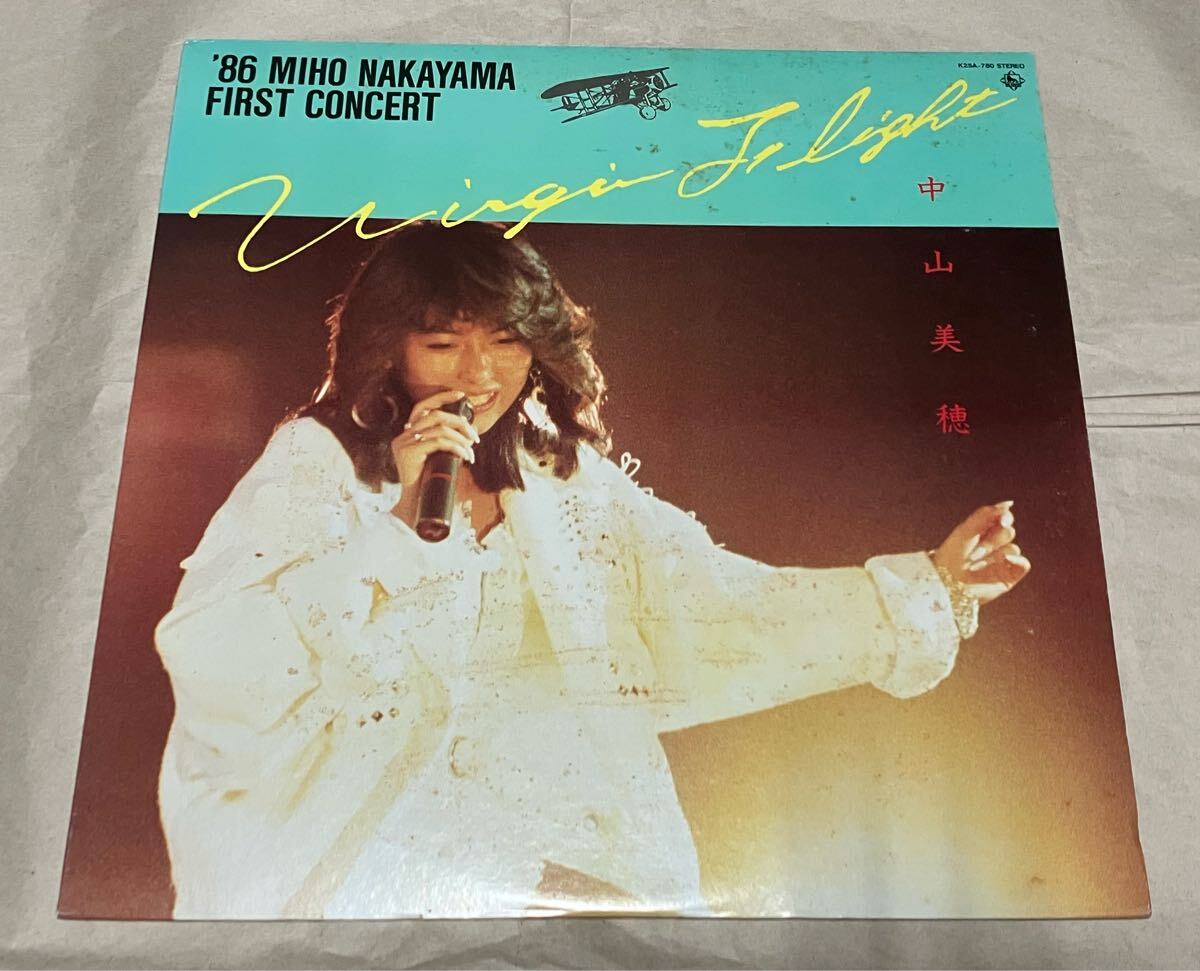 '86 MIHO NAKAYAMA
FIRST CONCERT
K28A-780 STEREO
Virgin Flight
中山美穂